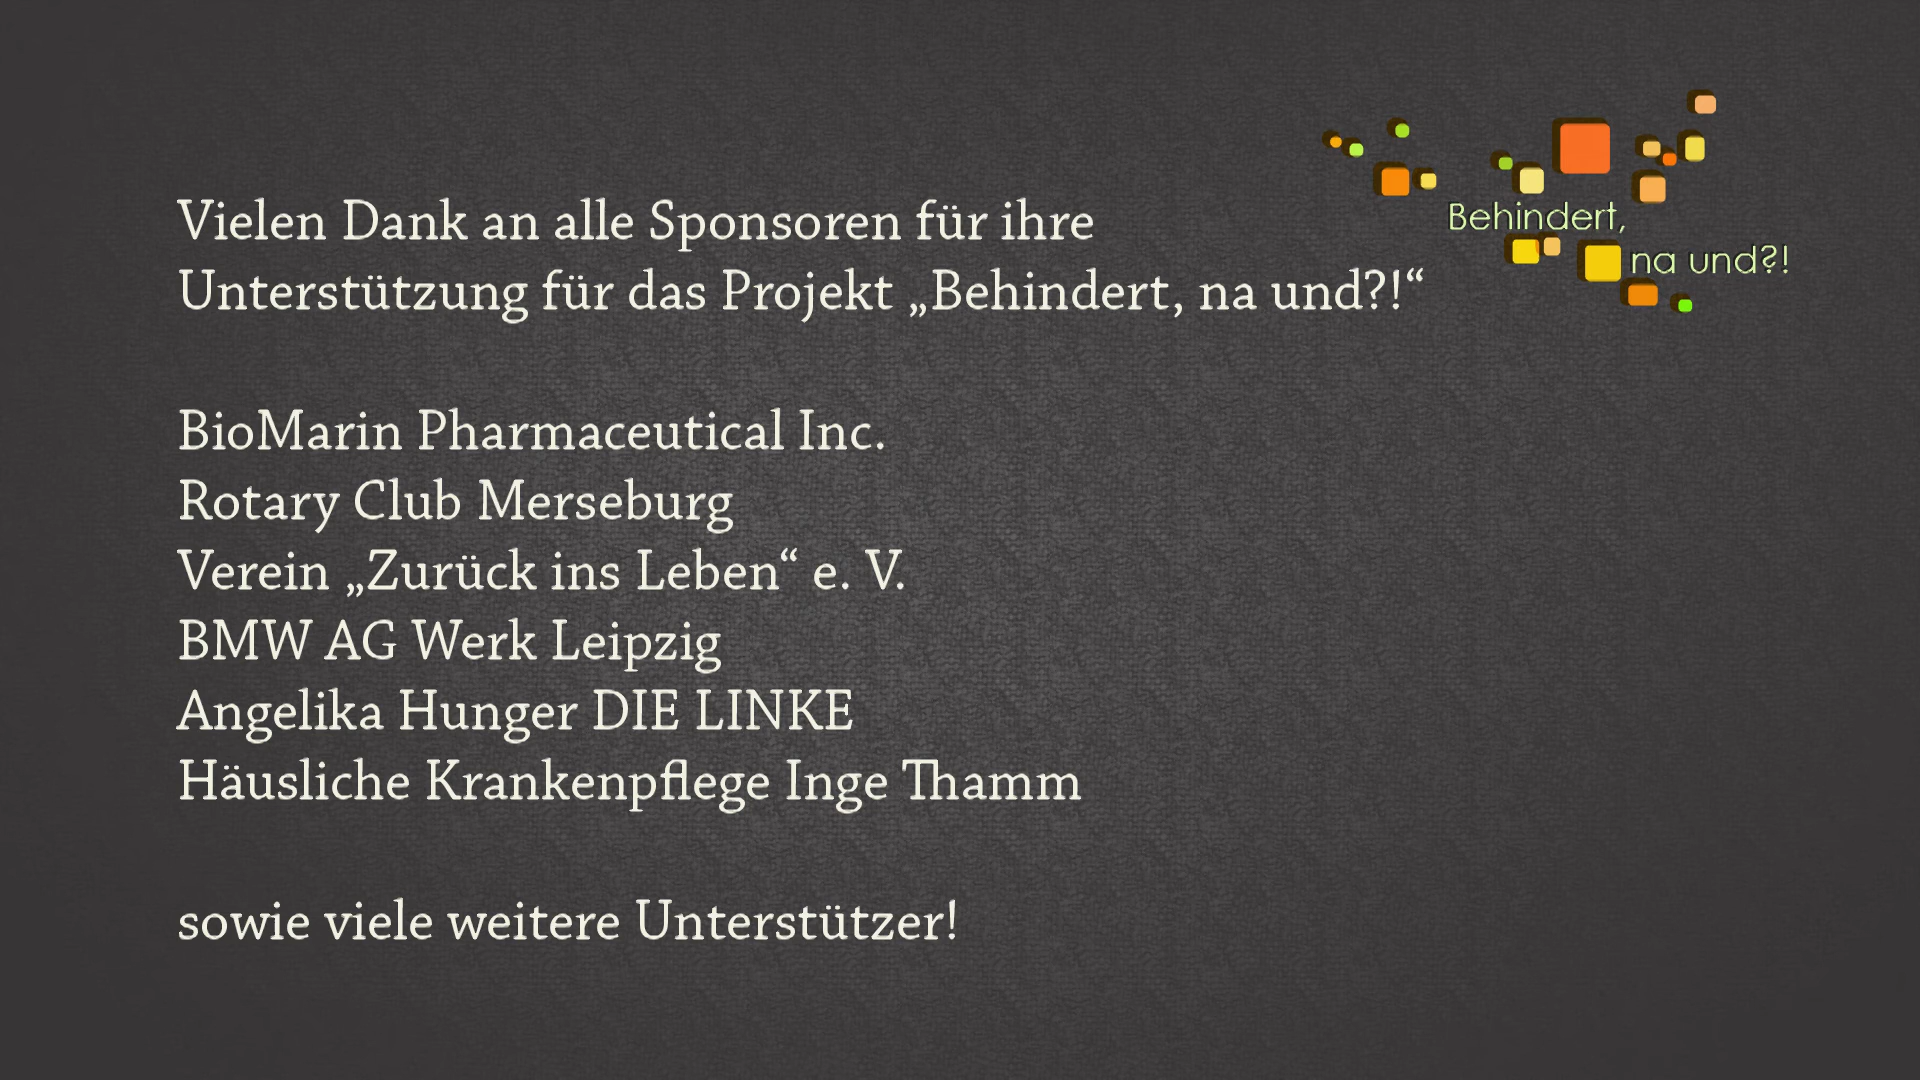 Vielen Dank an alle Sponsoren für ihre
Unterstützung für das Projekt „Behindert, na und?!“
Behindert,
na und?!
BioMarin Pharmaceutical Inc.
Rotary Club Merseburg
Verein „Zurück ins Leben“ e. V.
BMW AG Werk Leipzig
Angelika Hunger DIE LINKE
Häusliche Krankenpflege Inge Thamm
sowie viele weitere Unterstützer!